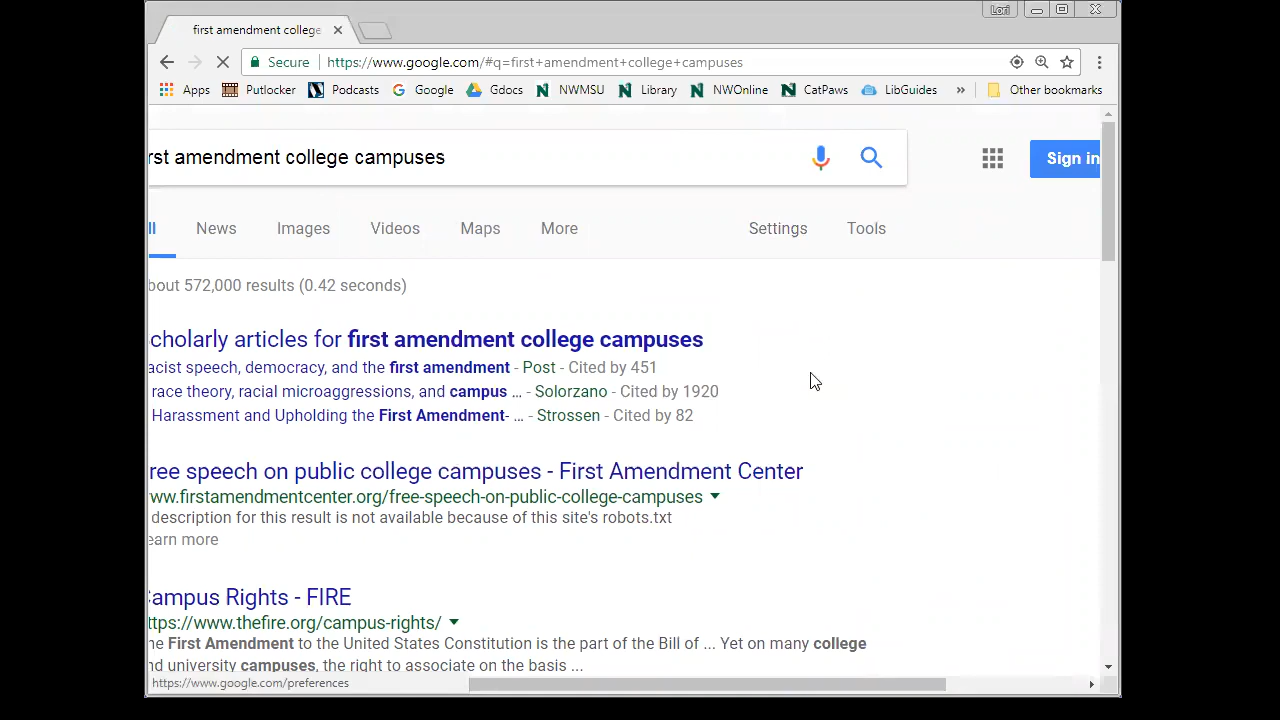 Lori
first amendment college
Secure https://www.google.com/#q=first+amendment+college+campuses
Apps Putlocker Podcasts Google Gdocs NWMSU Library NWOnline CatPaws LibGuides » Other bookmarks
rst amendment college campuses
Sign in
ll News Images Videos Maps More Settings Tools
bout 572,000 results (0.42 seconds)
cholarly articles for first amendment college campuses
acist speech, democracy, and the first amendment - Post - Cited by 451
race theory, racial microaggressions, and campus ... - Solorzano - Cited by 1920
Harassment and Upholding the First Amendment- ... - Strossen - Cited by 82
ree speech on public college campuses - First Amendment Center
ww.firstamendmentcenter.org/free-speech-on-public-college-campuses
description for this result is not available because of this site's robots.txt
earn more
Campus Rights - FIRE
ttps://www.thefire.org/campus-rights/
he First Amendment to the United States Constitution is the part of the Bill of ... Yet on many college
nd university campuses, the right to associate on the basis ...
https://www.google.com/preferences